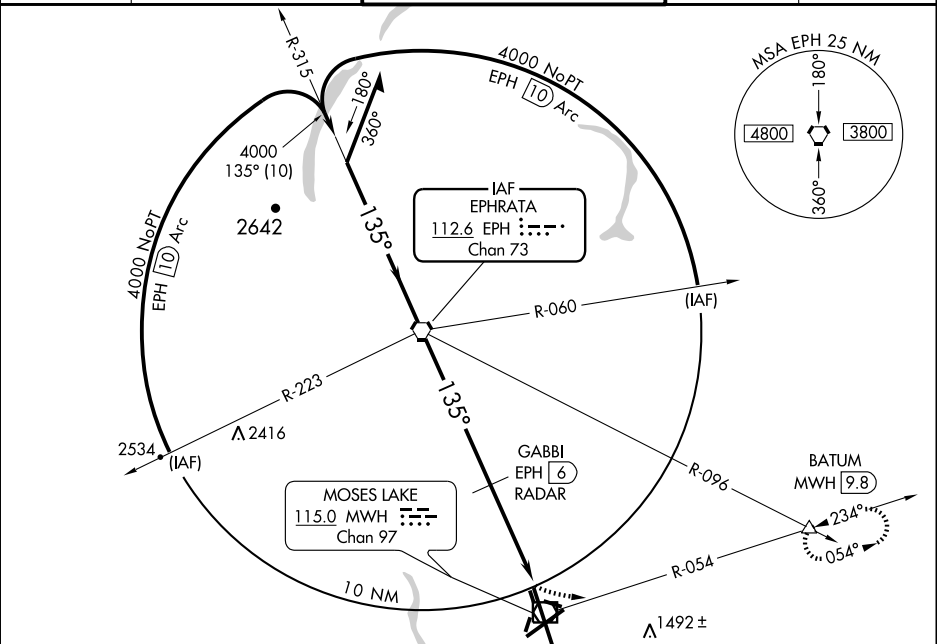 R-315
4000 NoPT
EPH 10 Arc
180°
360°
4000
135° (10)
2642
4000 NoPT
EPH 10 Arc
135°
IAF
EPHRATA
112.6 EPH
Chan 73
MSA EPH 25 NM
180°
4800
3800
360°
R-060
(IAF)
R-223
135°
2534
(IAF)
2416
GABBI
EPH 6
RADAR
R-096
BATUM
MWH 9.8
234°
054°
MOSES LAKE
115.0 MWH
Chan 97
R-054
10 NM
1492 ±